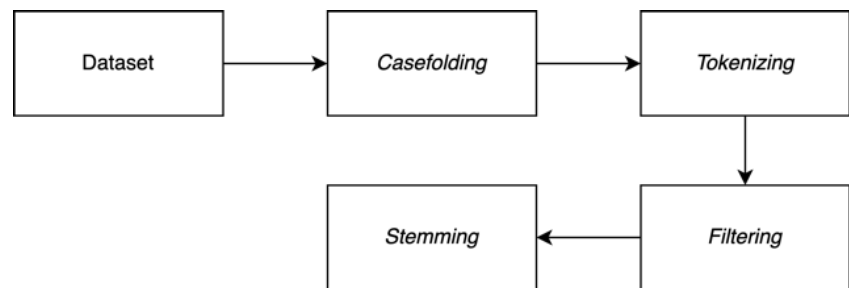 Dataset
Casefolding
Tokenizing
Filtering
Stemming